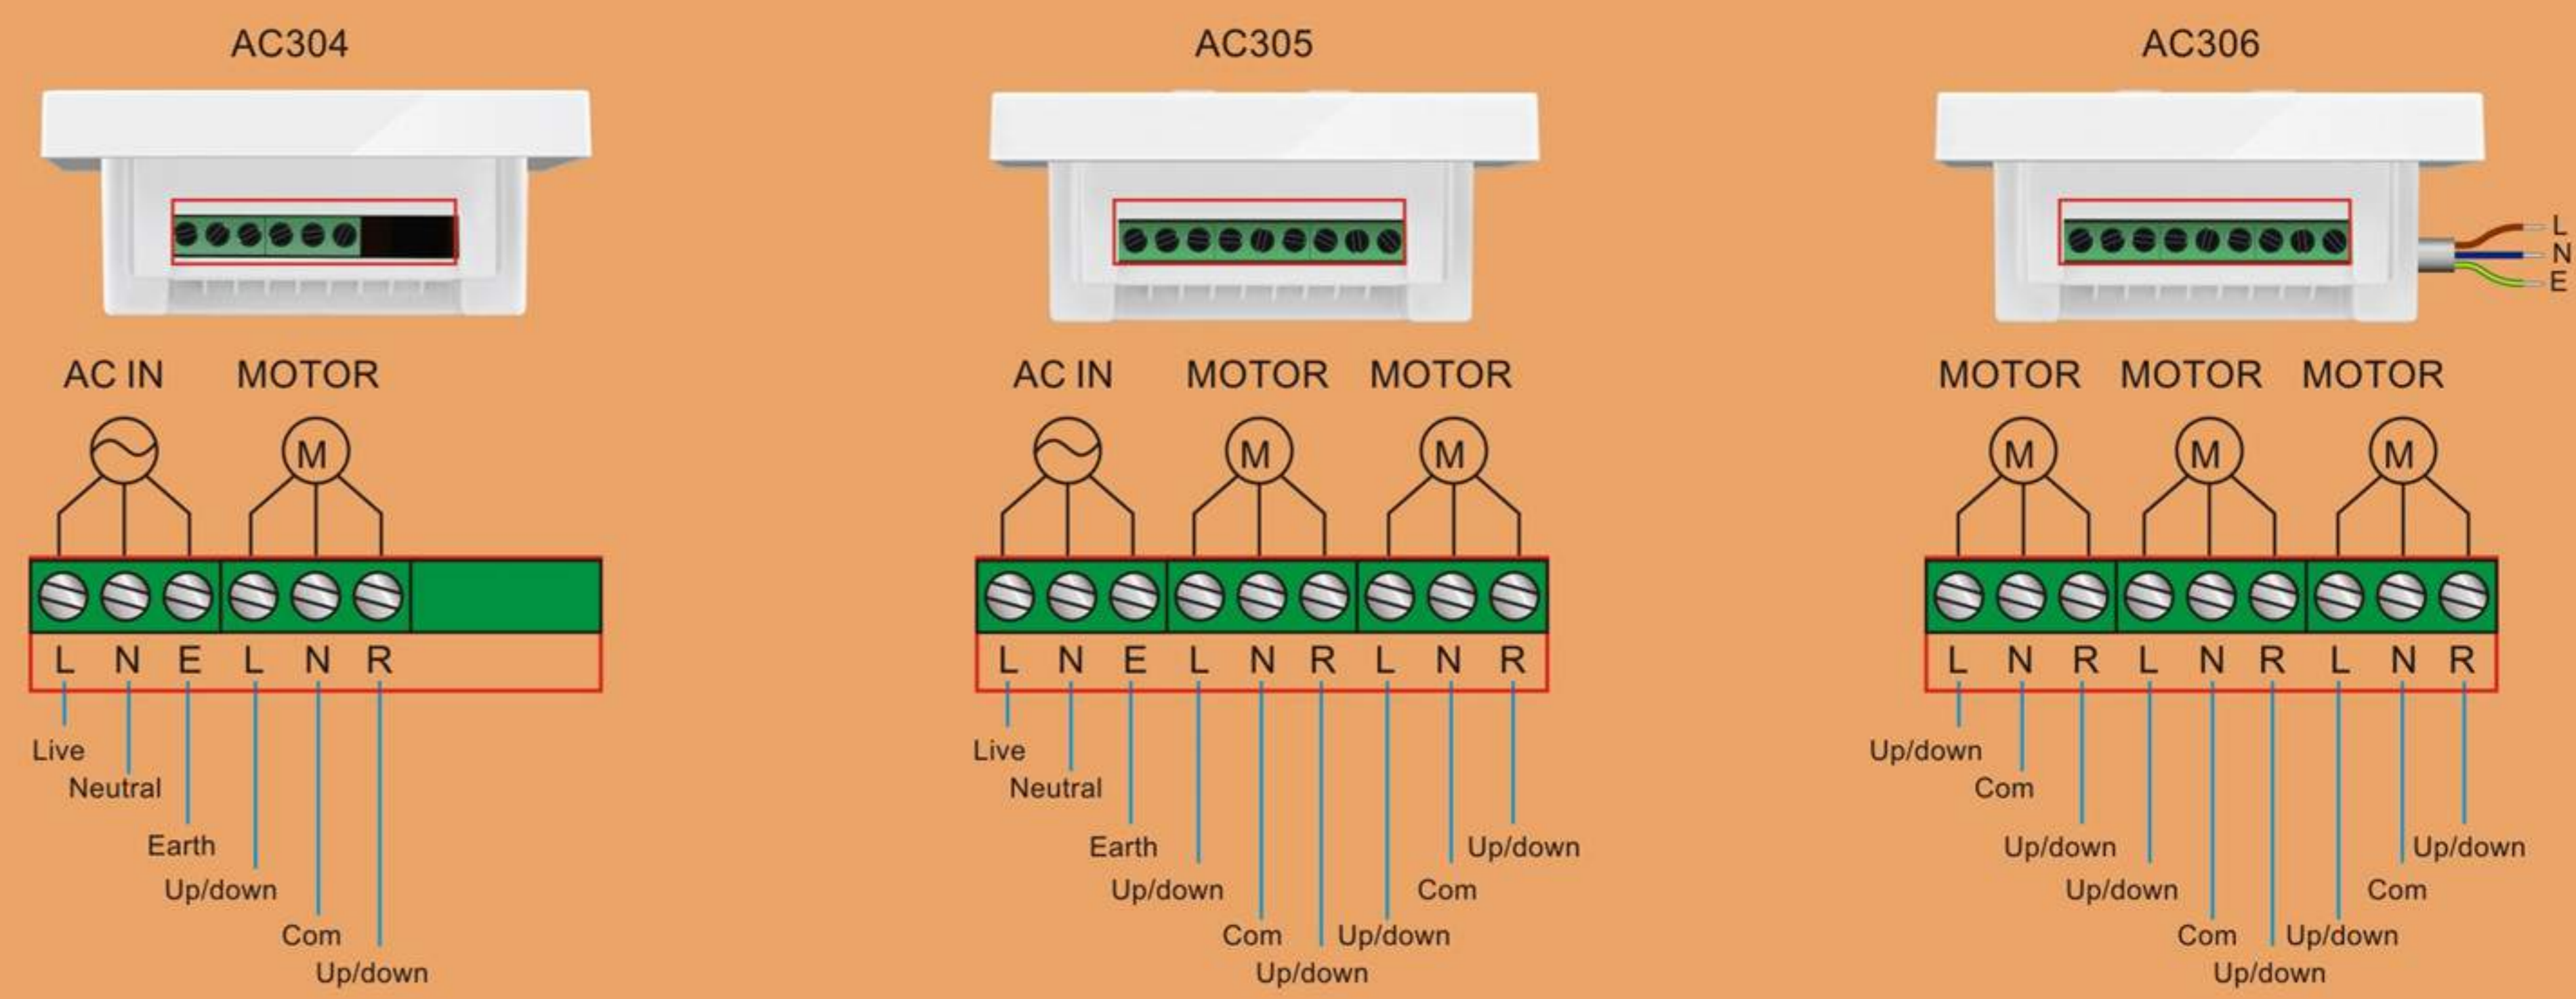 AC304
AC IN MOTOR
M
L N E L N R
Live
Neutral
Earth
Up/down
Com
Up/down
AC305
AC IN MOTOR MOTOR
M M
L N E L N R L N R
Live
Neutral
Earth
Up/down
Up/down
Com
Com
Up/down
Up/down
AC306
L
N
E
MOTOR MOTOR MOTOR
M M M
L N R L N R L N R
Up/down
Com
Up/down
Up/down
Up/down
Com
Com
Up/down
Up/down